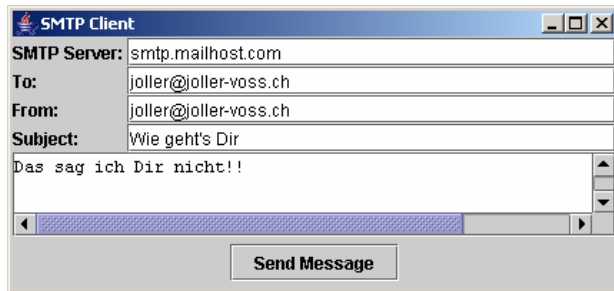 SMTP Client
SMTP Server: smtp.mailhost.com
To: joller@joller-voss.ch
From: joller@joller-voss.ch
Subject: Wie geht's Dir
Das sag ich Dir nicht!!
Send Message